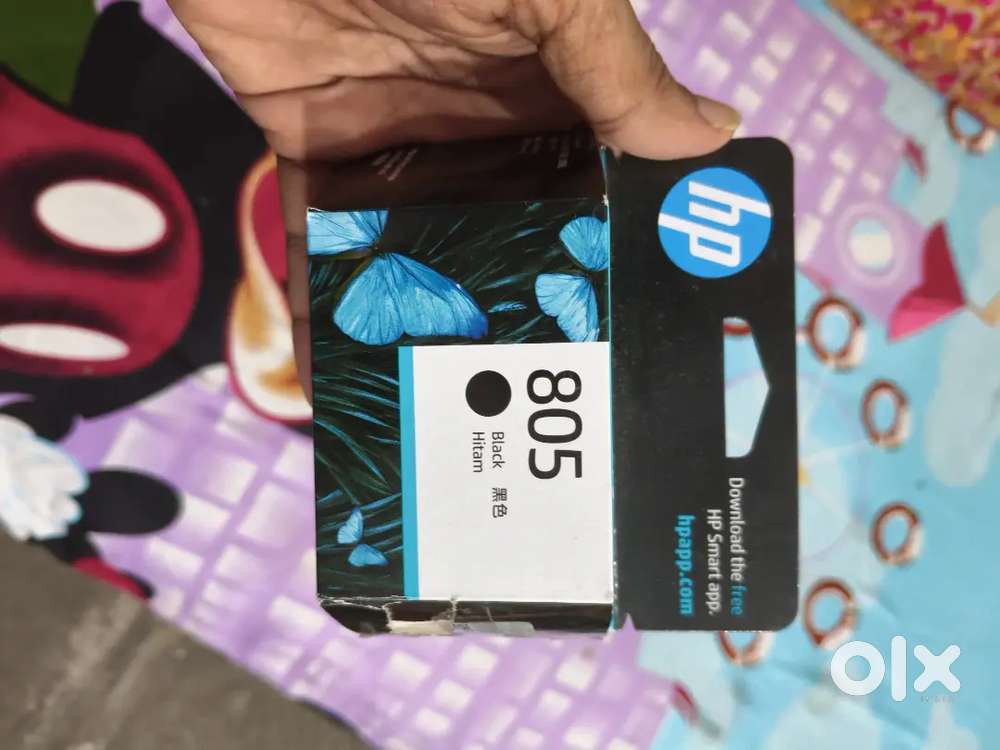 hp
Download the free
HP Smart app.
hpapp.com
805
Black 黑色
Hitam
olx